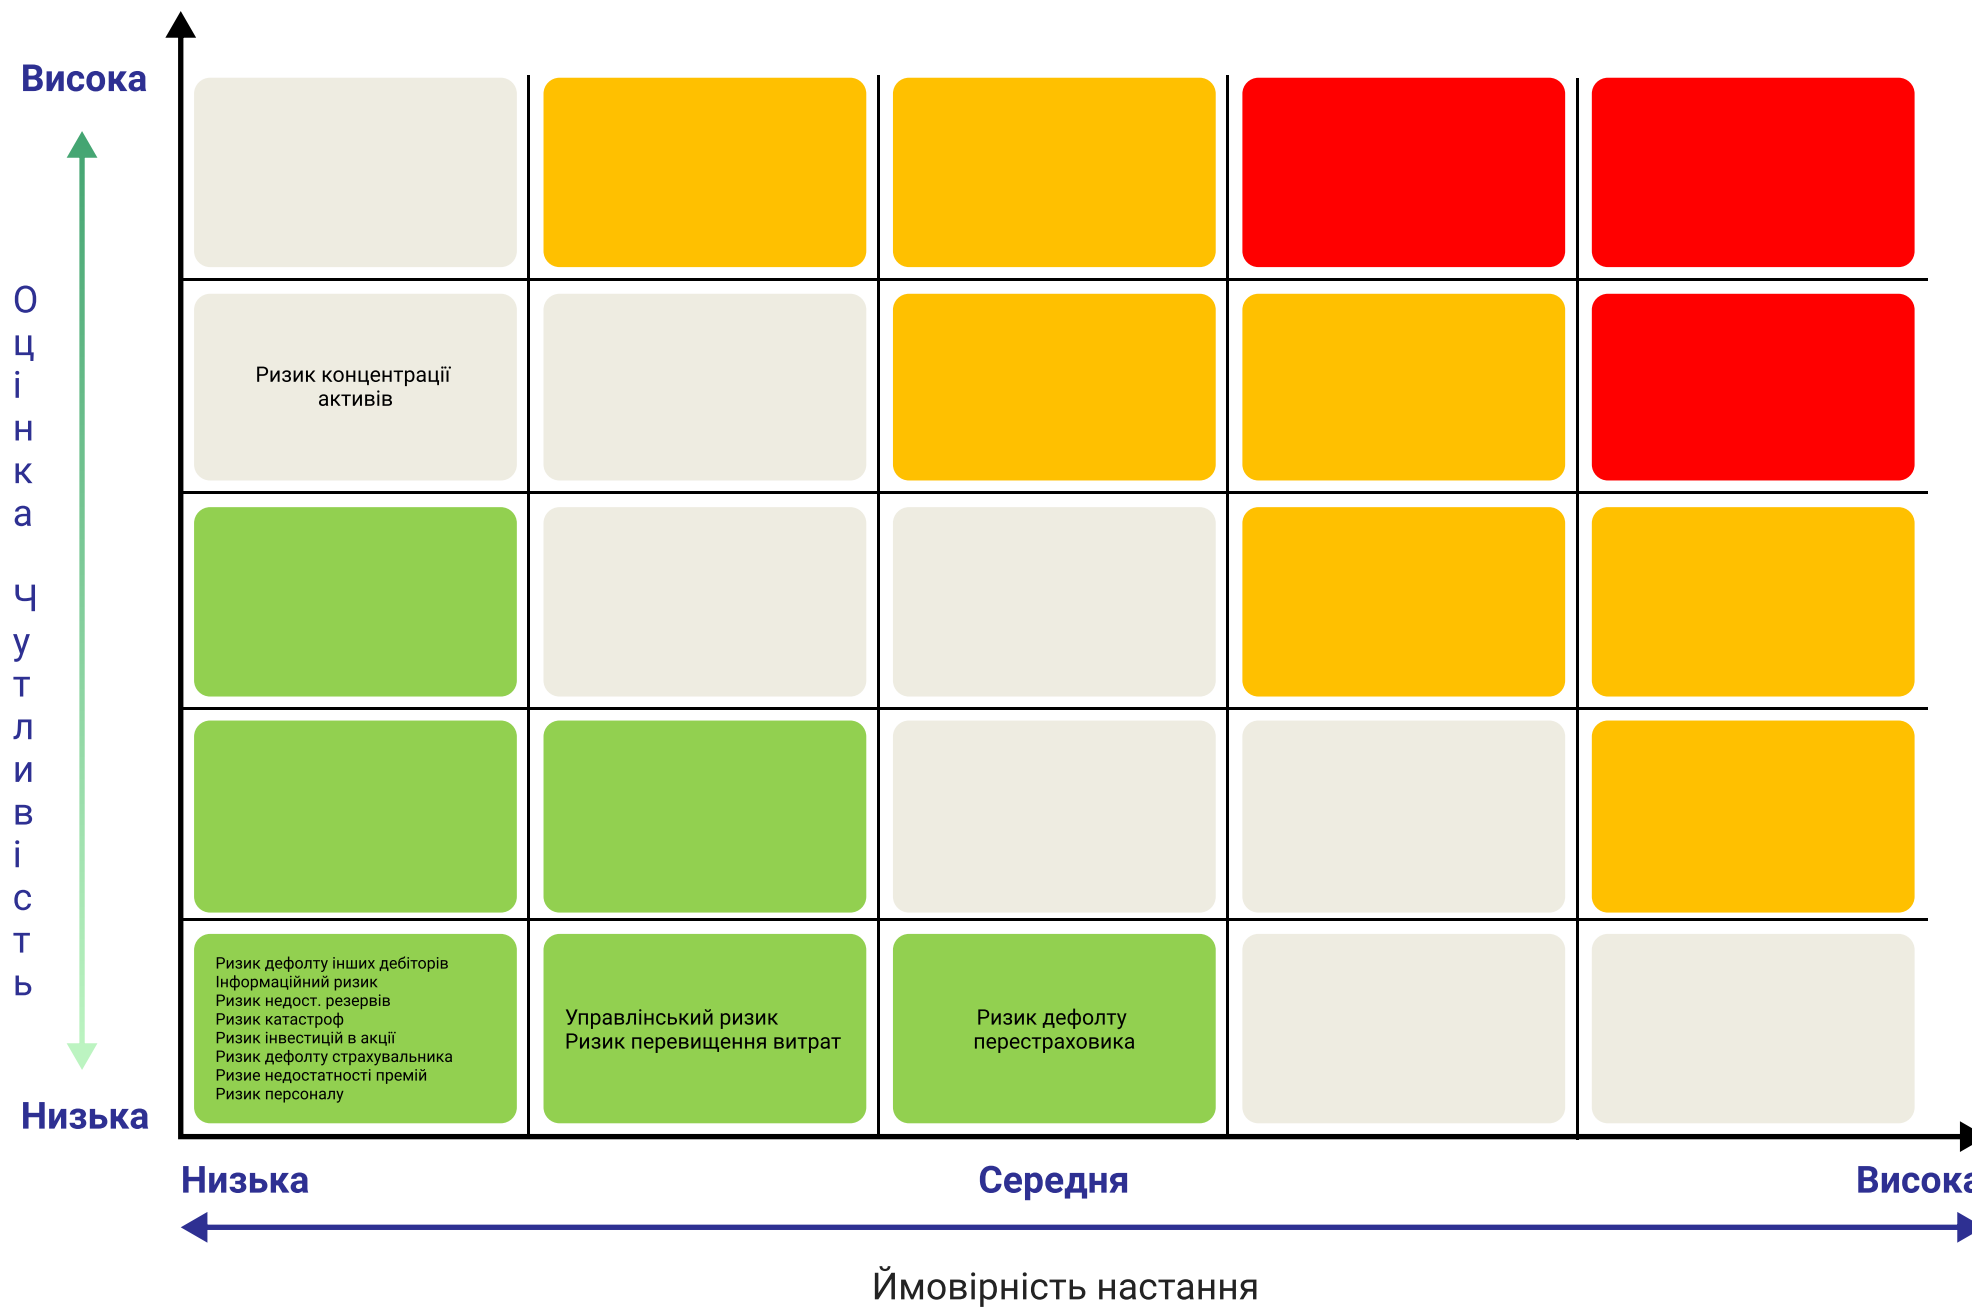 Висока
Оцінка Чутливість
Ризик концентрації
активів
Ризик дефолту інших дебіторів
Інформаційний ризик
Ризик недост. резервів
Ризик катастроф
Ризик інвестицій в акції
Ризик дефолту страхувальника
Ризие недостатності премій
Ризик персоналу
Управлінський ризик
Ризик перевищення витрат
Ризик дефолту
перестраховика
Низька
Низька
Середня
Висока
Ймовірність настання